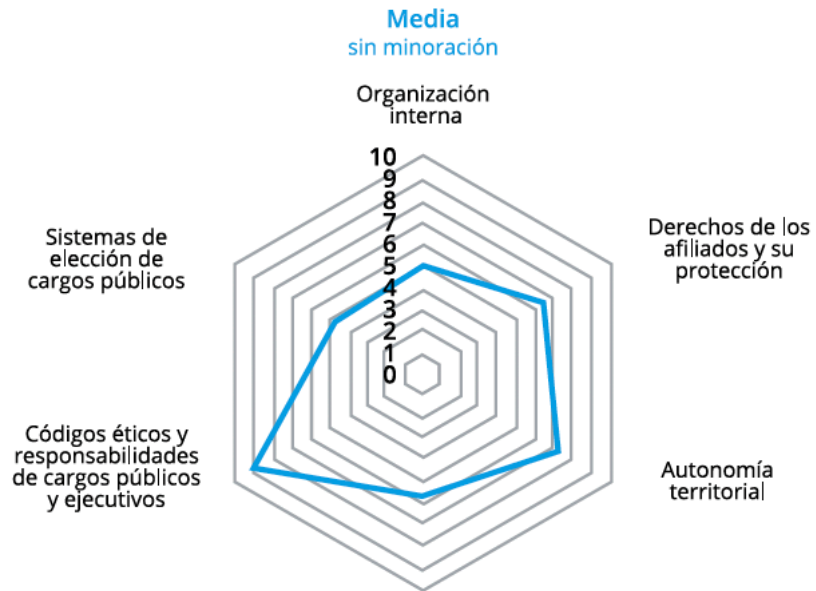 Media
sin minoración
Organización
interna
10
9
8
7
6
5
4
3
2
1
0
Derechos de los
afiliados y su
protección
Autonomía
territorial
Códigos éticos y
responsabilidades
de cargos públicos
y ejecutivos
Sistemas de
elección de
cargos públicos